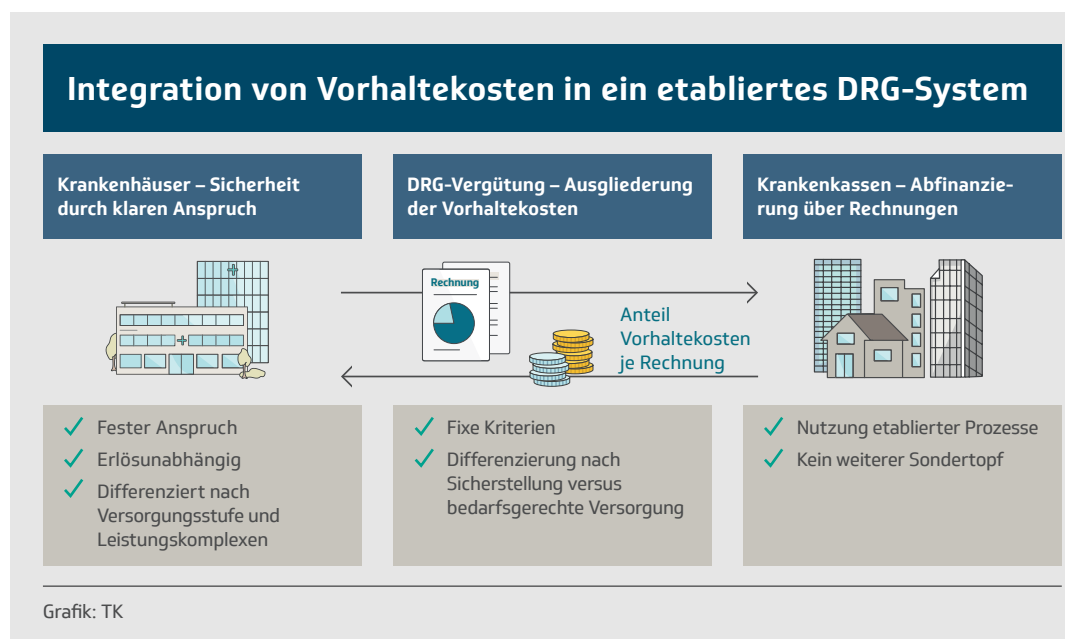 Integration von Vorhaltekosten in ein etabliertes DRG-System
Krankenhäuser – Sicherheit
durch klaren Anspruch
DRG-Vergütung – Ausgliederung
der Vorhaltekosten
Krankenkassen – Abfinanzie-
rung über Rechnungen
Rechnung
Anteil
Vorhaltekosten
je Rechnung
Fester Anspruch
Erlösunabhängig
Differenziert nach
Versorgungsstufe und
Leistungskomplexen
Fixe Kriterien
Differenzierung nach
Sicherstellung versus
bedarfsgerechte Versorgung
Nutzung etablierter Prozesse
Kein weiterer Sondertopf
Grafik: TK